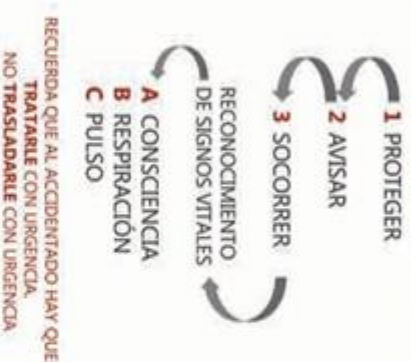 1 PROTEGER
2 AVISAR
3 SOCORRER
RECONOCIMIENTO
DE SIGNOS VITALES
A CONSCIENCIA
B RESPIRACIÓN
C PULSO
RECUERDA QUE AL ACCIDENTADO HAY QUE
TRATARLE CON URGENCIA,
NO TRASLADARLE CON URGENCIA